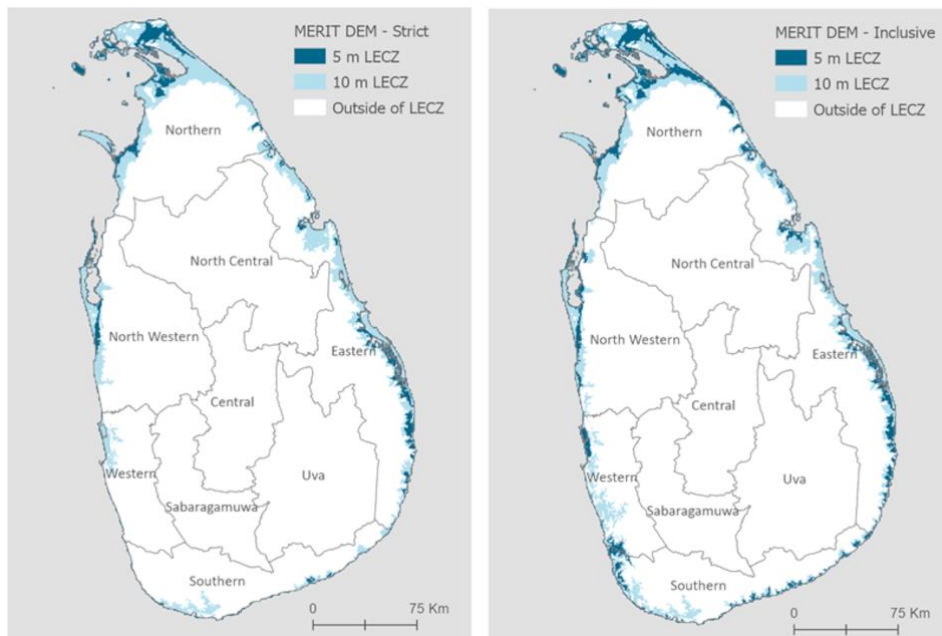 MERIT DEM - Strict
5 m LECZ
10 m LECZ
Outside of LECZ
Northern
North Central
North Western
Eastern
Central
Western
Uva
Sabaragamuwa
Southern
0 75 Km
MERIT DEM - Inclusive
5 m LECZ
10 m LECZ
Outside of LECZ
Northern
North Central
North Western
Eastern
Central
Western
Uva
Sabaragamuwa
Southern
0 75 Km